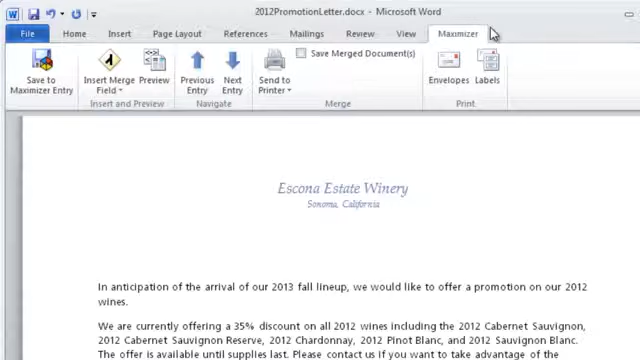 2012PromotionLetter.docx - Microsoft Word
File Home Insert Page Layout References Mailings Review View Maximizer
Save to Maximizer Entry
Insert Merge Field
Preview
Insert and Preview
Previous Entry
Next Entry
Navigate
Send to Printer
Save Merged Document(s)
Merge
Envelopes
Labels
Print
Escona Estate Winery
Sonoma, California
In anticipation of the arrival of our 2013 fall lineup, we would like to offer a promotion on our 2012
wines.
We are currently offering a 35% discount on all 2012 wines including the 2012 Cabernet Sauvignon,
2012 Cabernet Sauvignon Reserve, 2012 Chardonnay, 2012 Pinot Blanc, and 2012 Sauvignon Blanc.
The offer is available until supplies last. Please contact us if you want to take advantage of the